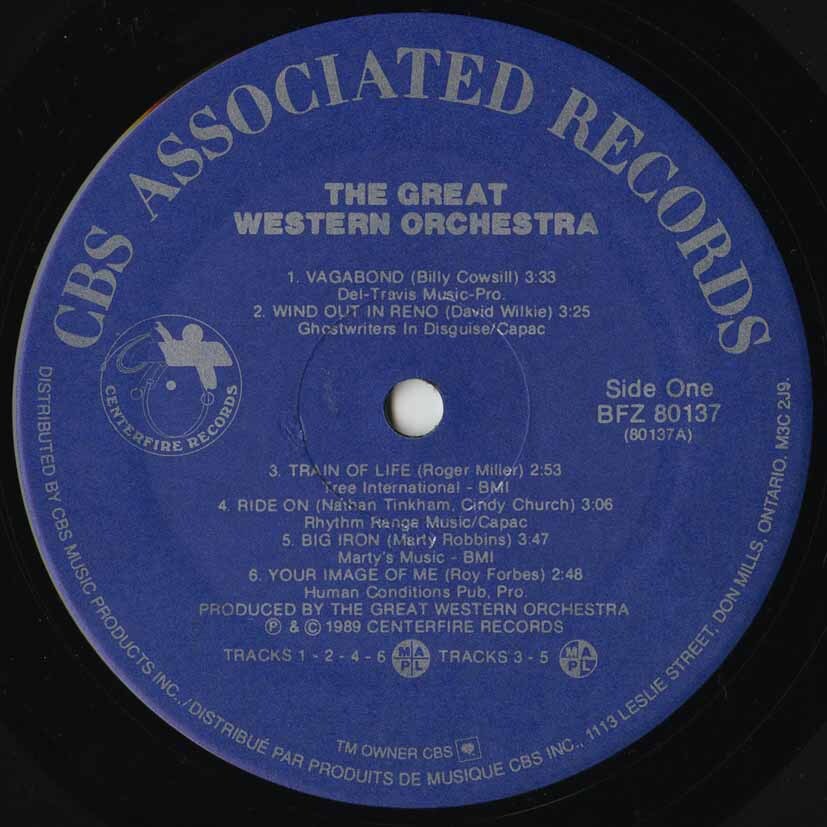 CBS ASSOCIATED RECORDS
THE GREAT
WESTERN ORCHESTRA
1. VAGABOND (Billy Cowsill) 3:33
Del-Travis Music-Pro.
2. WIND OUT IN RENO (David Wilkie) 3:25
Ghostwriters In Disguise/Capac
CENTERFIRE RECORDS
Side One
BFZ 80137
(80137A)
3. TRAIN OF LIFE (Roger Miller) 2:53
Tree International - BMI
4. RIDE ON (Nathan Tinkham, Cindy Church) 3:06
Rhythm Range Music/Capac
5. BIG IRON (Marty Robbins) 3:47
Marty's Music - BMI
6. YOUR IMAGE OF ME (Roy Forbes) 2:48
Human Conditions Pub, Pro.
PRODUCED BY THE GREAT WESTERN ORCHESTRA
℗ & © 1989 CENTERFIRE RECORDS
TRACKS 1 - 2 - 4 - 6 MAPL TRACKS 3 - 5 MAPL
TM OWNER CBS
DISTRIBUTED BY CBS MUSIC PRODUCTS INC., / DISTRIBUÉ PAR PRODUITS DE MUSIQUE CBS INC., 1113 LESLIE STREET, DON MILLS, ONTARIO. M3C 2J9.